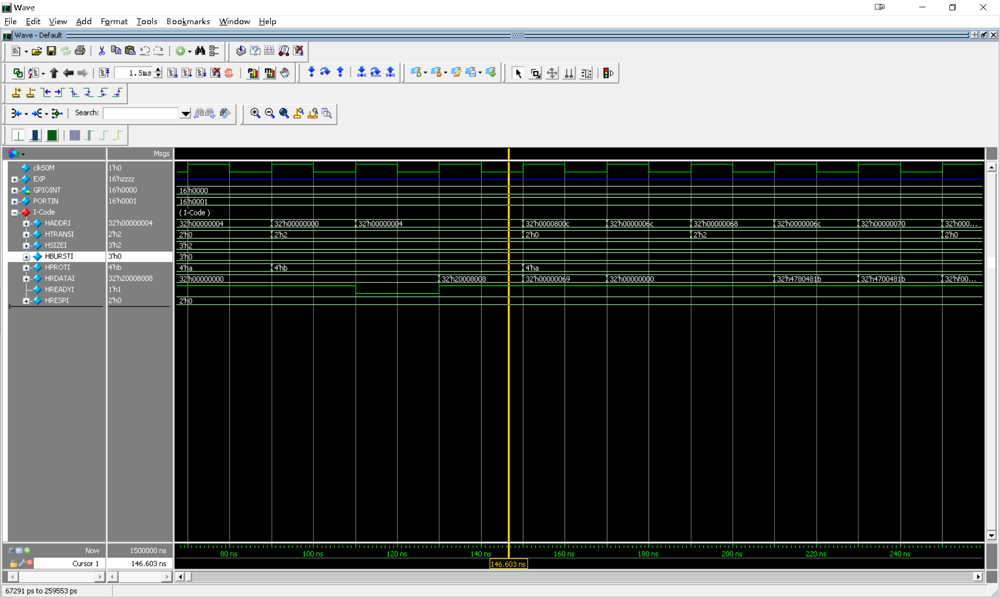 Wave
File Edit View Add Format Tools Bookmarks Window Help
Wave - Default
1.5ms
Search:
Msgs
clk50M 1'h0
EXP 16'hzzzz
GPIOINT 16'h0000 16'h0000
PORTIN 16'h0001 16'h0001
I-Code ( I-Code )
HADDRI 32'h00000004 32'h00000004 32'h00000000 32'h00000004 32'h0000800c 32'h0000006c 32'h00000068 32'h0000006c 32'h00000070 32'h000...
HTRANSI 2'h2 2'h0 2'h2 2'h0 2'h2 2'h0
HSIZEI 3'h2 3'h2
HBURSTI 3'h0 3'h0
HPROTI 4'hb 4'ha 4'hb 4'ha
HRDATAI 32'h20008008 32'h00000000 32'h20008008 32'h00000069 32'h00000000 32'h4780481b 32'h4700481b 32'hf00...
HREADYI 1'h1
HRESPI 2'h0 2'h0
Now 1500000 ns 80 ns 100 ns 120 ns 140 ns 160 ns 180 ns 200 ns 220 ns 240 ns
Cursor 1 146.603 ns 146.603 ns
67291 ps to 259553 ps